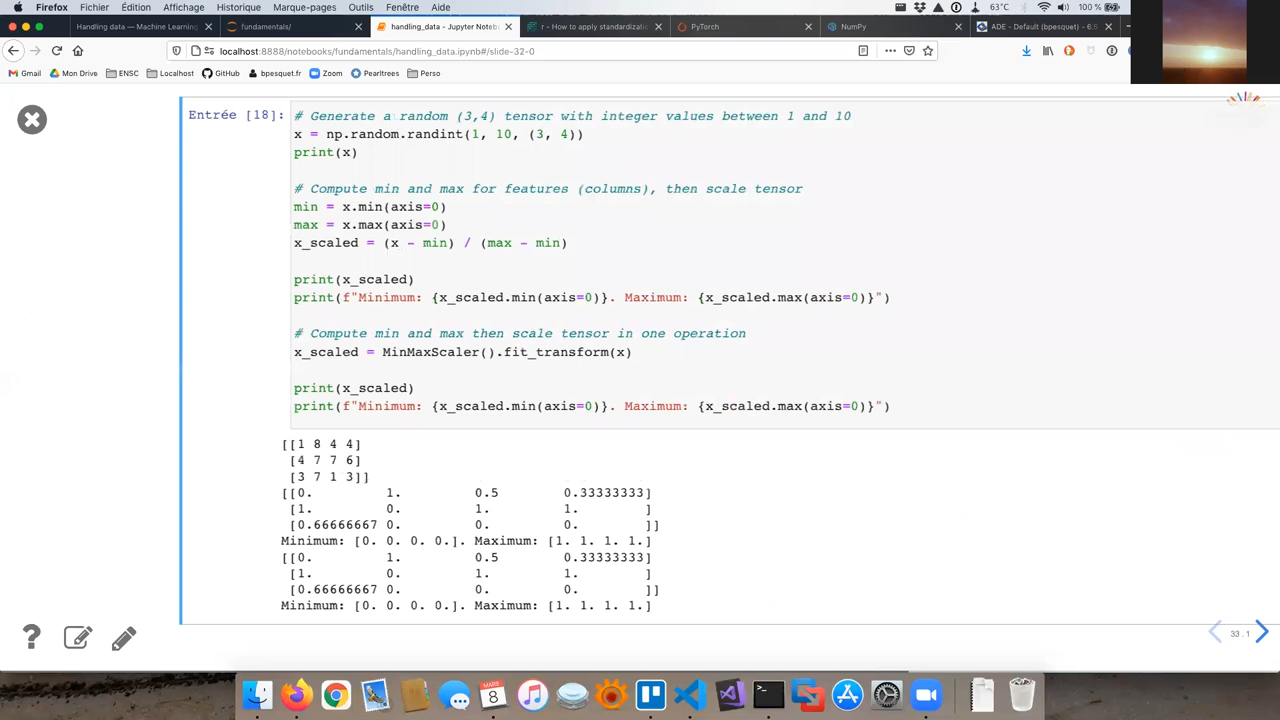 Firefox Fichier Édition Affichage Historique Marque-pages Outils Fenêtre Aide 63°C 100 %
Handling data — Machine Learning fundamentals/ handling_data - Jupyter Noteb r - How to apply standardizatio PyTorch NumPy ADE - Default (bpesquet) - 6.5
localhost:8888/notebooks/fundamentals/handling_data.ipynb#/slide-32-0
Gmail Mon Drive ENSC Localhost GitHub bpesquet.fr Zoom Pearltrees Perso
Entrée [18]: # Generate a random (3,4) tensor with integer values between 1 and 10
x = np.random.randint(1, 10, (3, 4))
print(x)
# Compute min and max for features (columns), then scale tensor
min = x.min(axis=0)
max = x.max(axis=0)
x_scaled = (x - min) / (max - min)
print(x_scaled)
print(f"Minimum: {x_scaled.min(axis=0)}. Maximum: {x_scaled.max(axis=0)}")
# Compute min and max then scale tensor in one operation
x_scaled = MinMaxScaler().fit_transform(x)
print(x_scaled)
print(f"Minimum: {x_scaled.min(axis=0)}. Maximum: {x_scaled.max(axis=0)}")
[[1 8 4 4]
[4 7 7 6]
[3 7 1 3]]
[[0. 1. 0.5 0.33333333]
[1. 0. 1. 1. ]
[0.66666667 0. 0. 0. ]]
Minimum: [0. 0. 0. 0.]. Maximum: [1. 1. 1. 1.]
[[0. 1. 0.5 0.33333333]
[1. 0. 1. 1. ]
[0.66666667 0. 0. 0. ]]
Minimum: [0. 0. 0. 0.]. Maximum: [1. 1. 1. 1.]
33.1
MARS
8